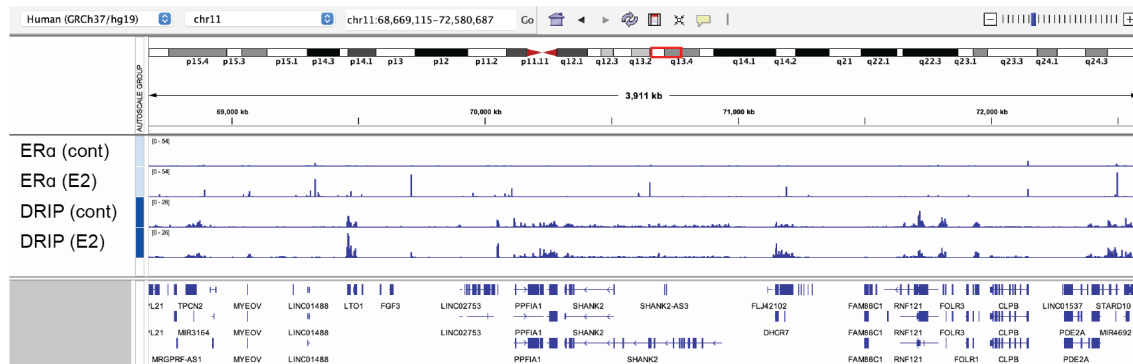 Human (GRCh37/hg19) chr11 chr11:68,669,115-72,580,687 Go
p15.4 p15.3 p15.1 p14.3 p14.1 p13 p12 p11.2 p11.11 q12.1 q12.3 q13.2 q13.4 q14.1 q14.2 q21 q22.1 q22.3 q23.1 q23.3 q24.1 q24.3
AUTOSCALE GROUP
3,911 kb
69,000 kb 70,000 kb 71,000 kb 72,000 kb
ERα (cont) [0 - 54]
ERα (E2) [0 - 54]
DRIP (cont) [0 - 26]
DRIP (E2) [0 - 26]
PL21 TPCN2 MYEOV LINC01488 LTO1 FGF3 LINC02753 PPFIA1 SHANK2 SHANK2-AS3 FLJ42102 FAM86C1 RNF121 FOLR3 CLPB LINC01537 STARD10
PL21 MIR3164 MYEOV LINC01488 LINC02753 PPFIA1 SHANK2 DHCR7 FAM86C1 RNF121 FOLR3 CLPB PDE2A MIR4692
MRGPRF-AS1 MYEOV LINC01488 PPFIA1 SHANK2 FAM86C1 RNF121 FOLR1 CLPB PDE2A